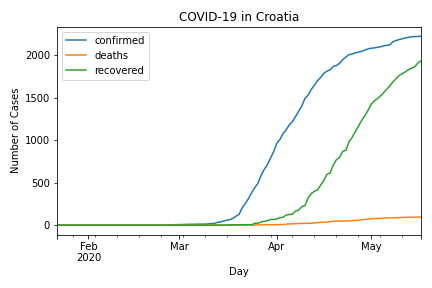 COVID-19 in Croatia
confirmed
deaths
recovered
Number of Cases
2000
1500
1000
500
0
Feb Mar Apr May
2020
Day